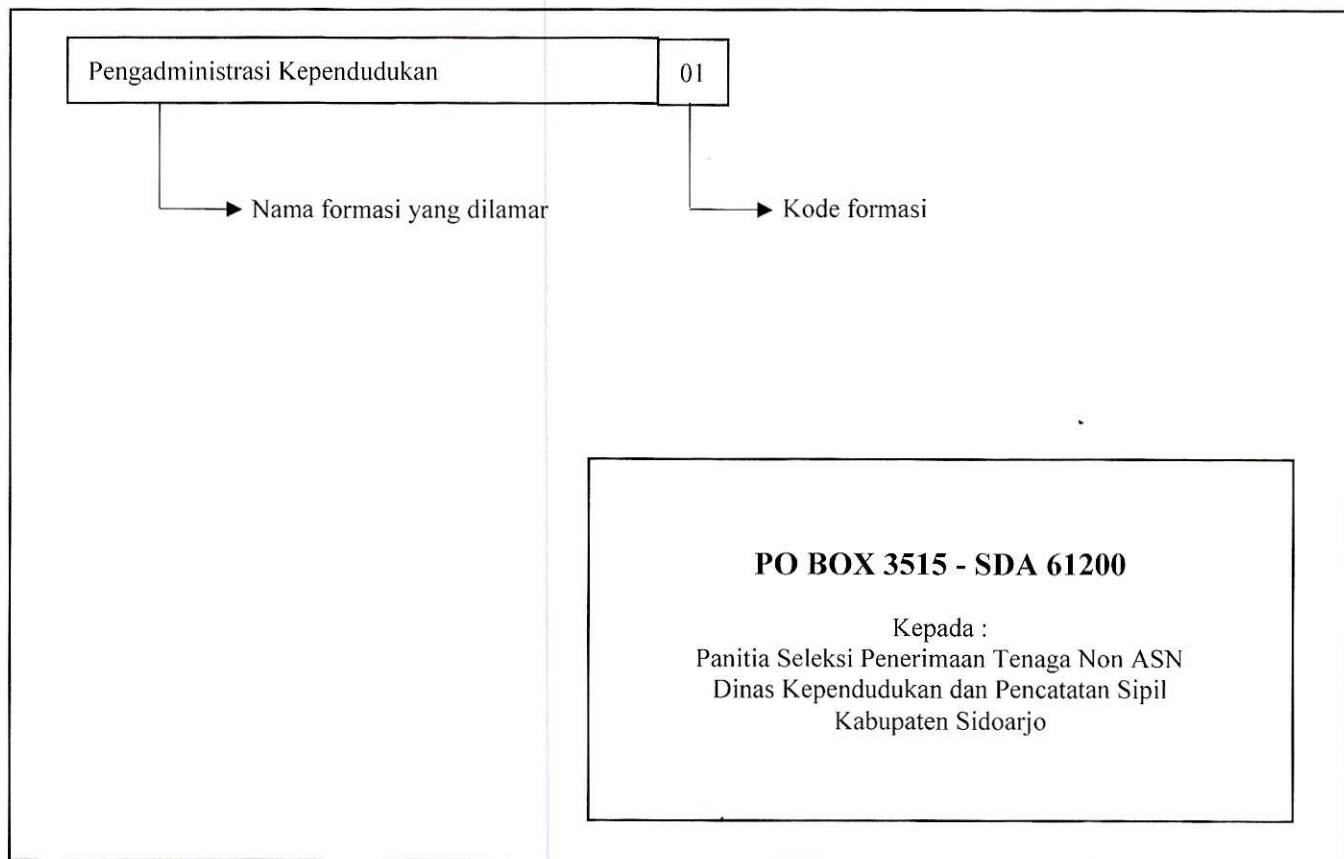 Pengadministrasi Kependudukan 01
Nama formasi yang dilamar Kode formasi
PO BOX 3515 - SDA 61200
Kepada :
Panitia Seleksi Penerimaan Tenaga Non ASN
Dinas Kependudukan dan Pencatatan Sipil
Kabupaten Sidoarjo